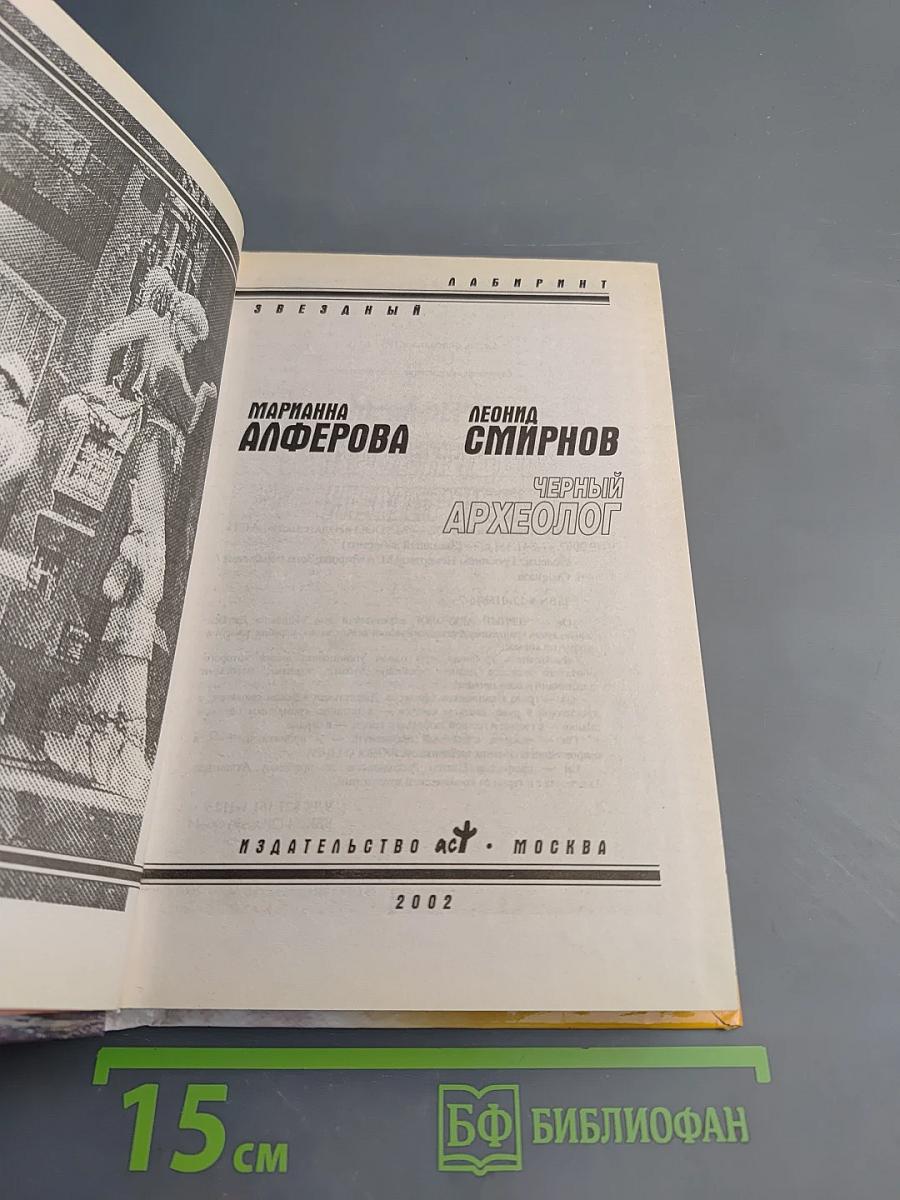 ЛАБИРИНТ
ЗВЕЗДНЫЙ
МАРИАННА
АЛФЕРОВА
ЛЕОНИД
СМИРНОВ
ЧЕРНЫЙ
АРХЕОЛОГ
ИЗДАТЕЛЬСТВО АСТ • МОСКВА
2002
15 см
БФ БИБЛИОФАН